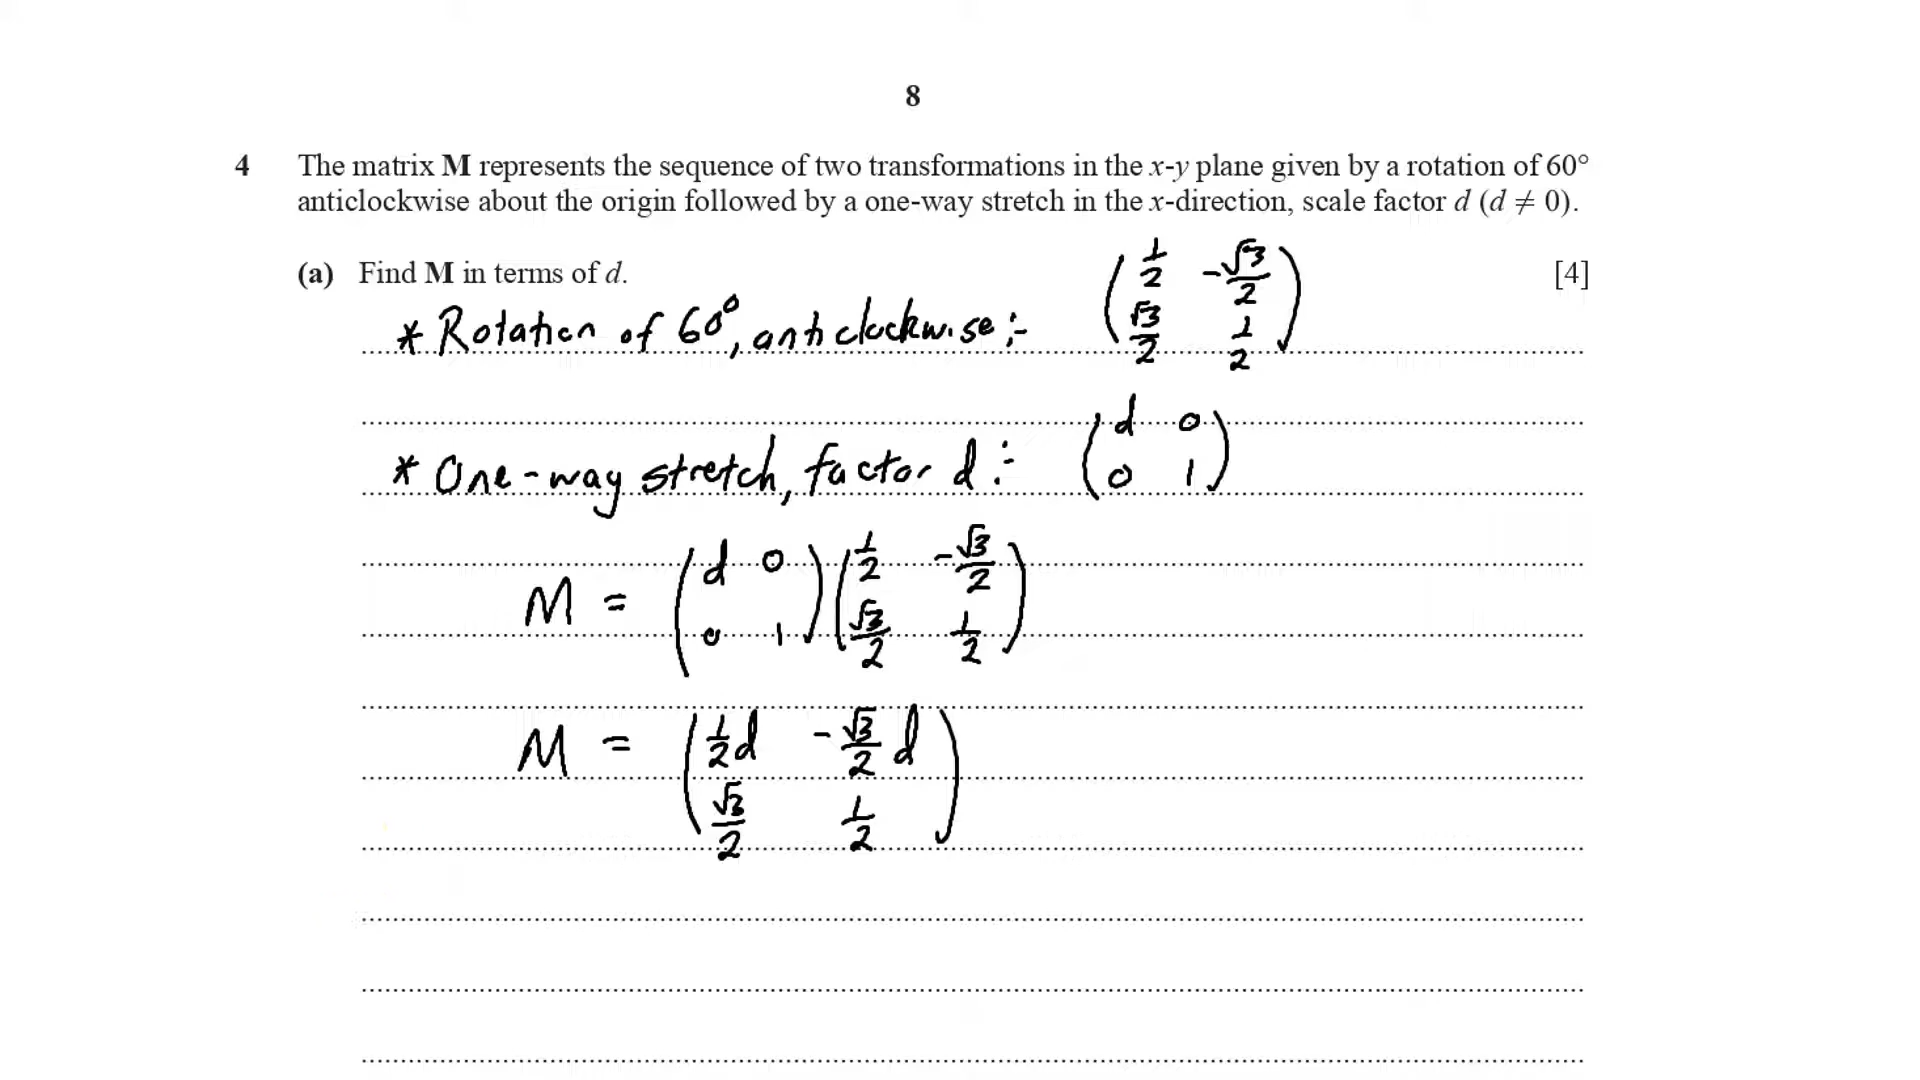 8
4 The matrix M represents the sequence of two transformations in the x-y plane given by a rotation of 60°
anticlockwise about the origin followed by a one-way stretch in the x-direction, scale factor d (d ≠ 0).
(a) Find M in terms of d. [4]
* Rotation of 60°, anticlockwise :- (1/2 -√3/2
√3/2 1/2)
* One-way stretch, factor d :- (d 0
0 1)
M = (d 0
0 1)(1/2 -√3/2
√3/2 1/2)
M = (1/2 d -√3/2 d
√3/2 1/2)